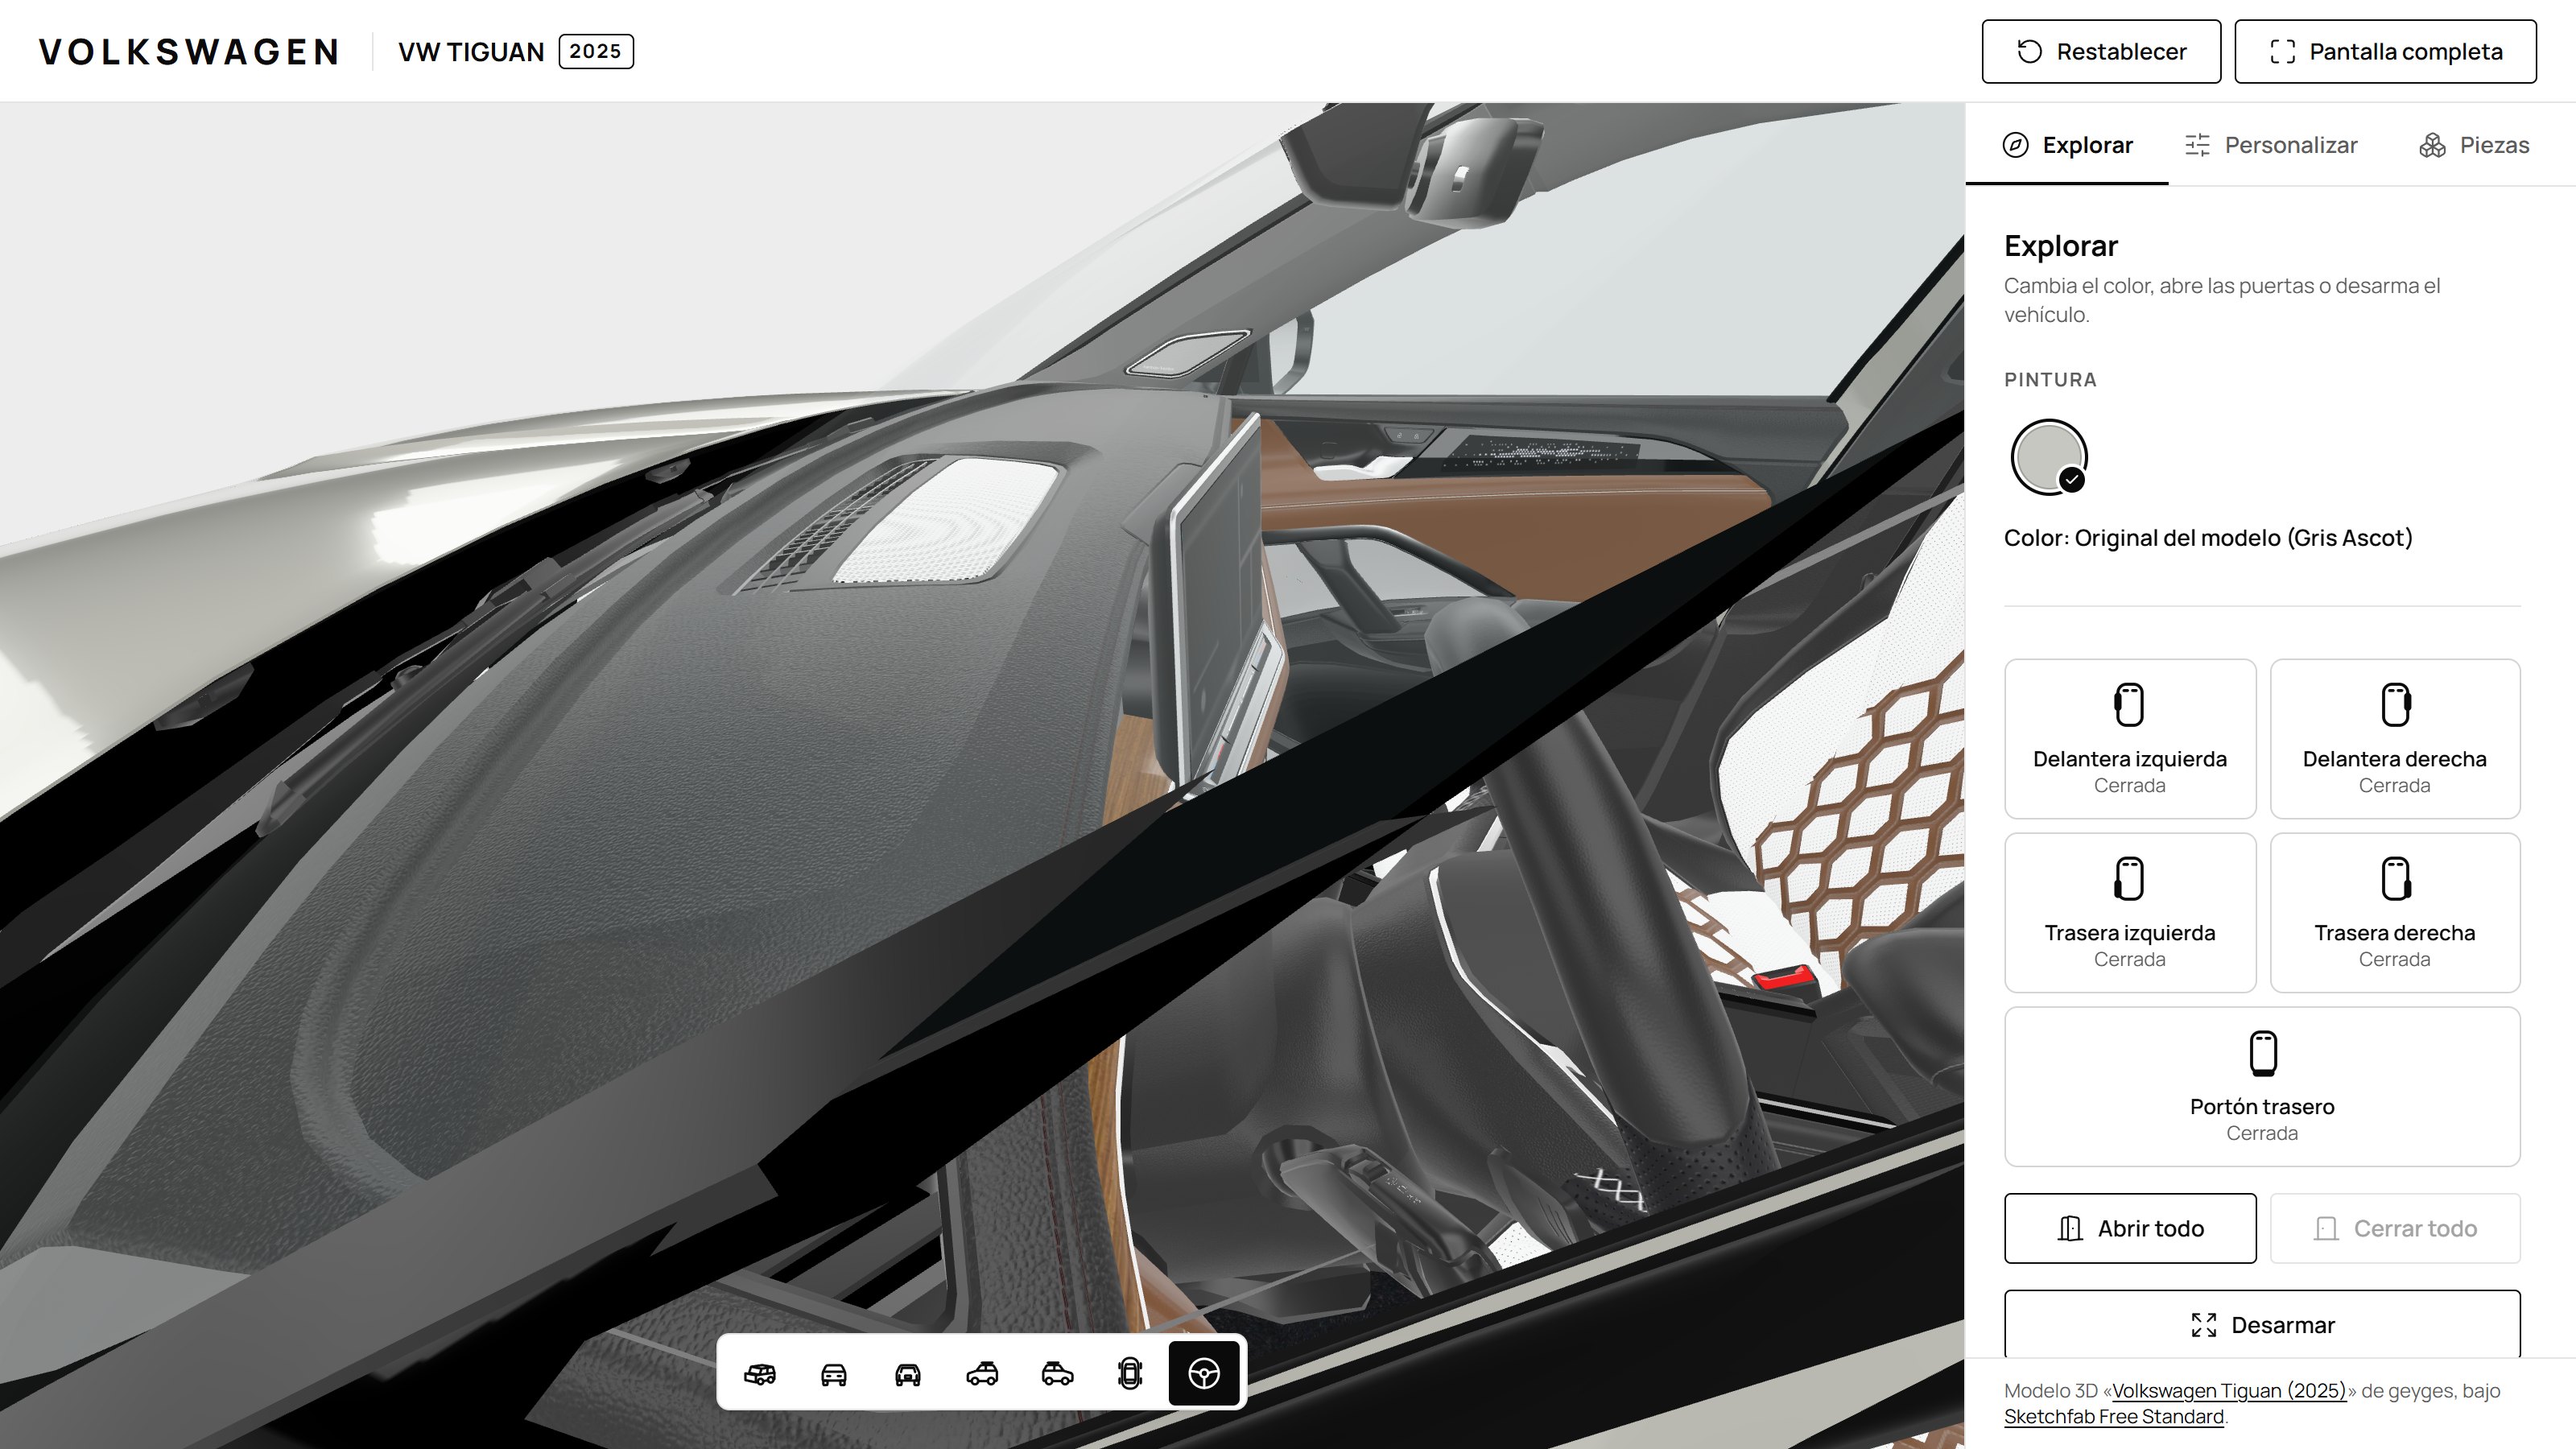 VOLKSWAGEN
VW TIGUAN 2025
Restablecer
Pantalla completa
Explorar
Personalizar
Piezas
Explorar
Cambia el color, abre las puertas o desarma el
vehículo.
PINTURA
Color: Original del modelo (Gris Ascot)
Delantera izquierda
Cerrada
Delantera derecha
Cerrada
Trasera izquierda
Cerrada
Trasera derecha
Cerrada
Portón trasero
Cerrada
Abrir todo
Cerrar todo
Desarmar
Modelo 3D «Volkswagen Tiguan (2025)» de geyges, bajo
Sketchfab Free Standard.